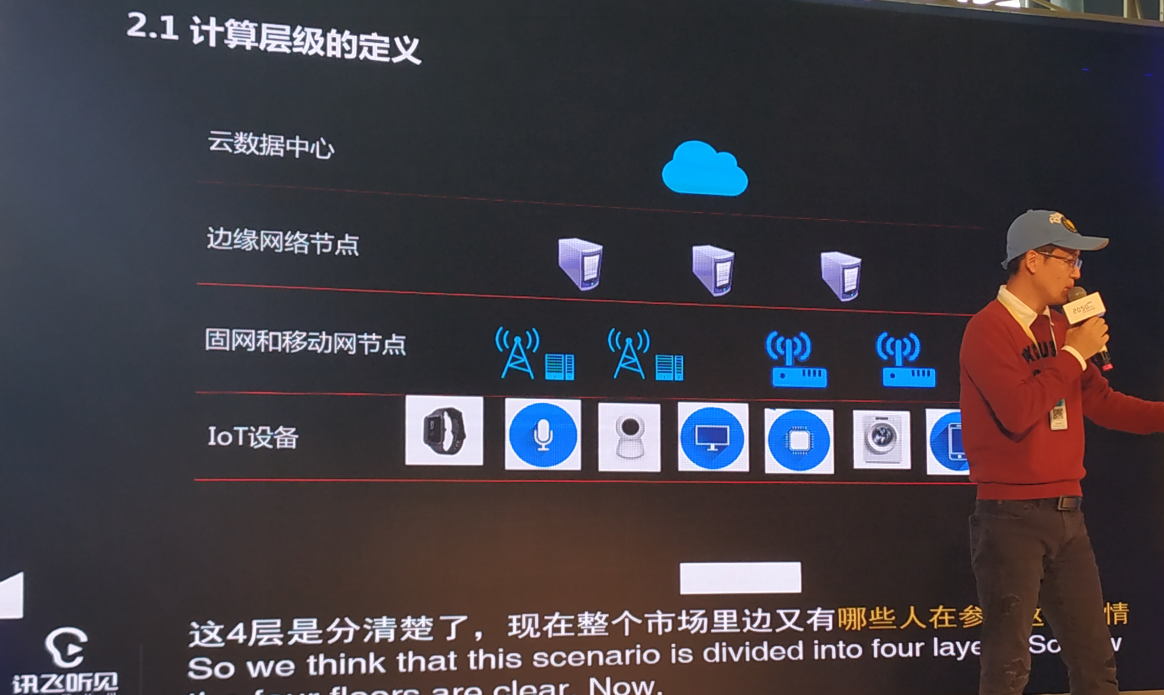 2.1 计算层级的定义
云数据中心
边缘网络节点
固网和移动网节点
IoT设备
这4层是分清楚了，现在整个市场里边又有哪些人在参 情
So we think that this scenario is divided into four So
four floors are clear. Now,
讯飞听见